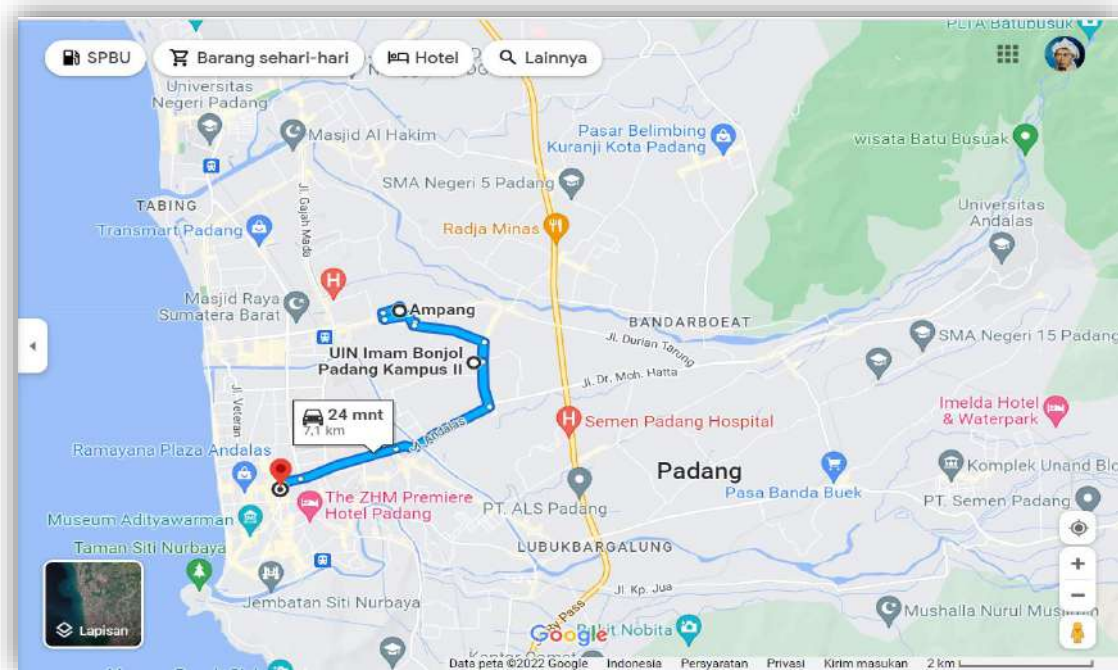 PLTA Batubusuk
SPBU
Barang sehari-hari
Hotel
Lainnya
Universitas
Negeri Padang
Masjid Al Hakim
Pasar Belimbing
Kuranji Kota Padang
wisata Batu Busuak
SMA Negeri 5 Padang
Jl. Gajah Mada
TABING
Transmart Padang
Radja Minas
Universitas
Andalas
H
Masjid Raya
Sumatera Barat
Ampang
BANDARBOEAT
Jl. Durian Tarung
SMA Negeri 15 Padang
UIN Imam Bonjol
Padang Kampus II
Jl. Dr. Moh. Hatta
Jl. Veteran
24 mnt
7,1 km
Jl. Andalas
H
Semen Padang Hospital
Imelda Hotel
& Waterpark
Ramayana Plaza Andalas
Padang
Komplek Unand Blo
The ZHM Premiere
Hotel Padang
PT. ALS Padang
Pasa Banda Buek
PT. Semen Padang
Museum Adityawarman
Taman Siti Nurbaya
LUBUKBARGALUNG
Jl. Kp. Jua
Jembatan Siti Nurbaya
Mushalla Nurul
By Pass
Google
Nobita
Lapisan
Data peta ©2022 Google Indonesia Persyaratan Privasi Kirim masukan 2 km